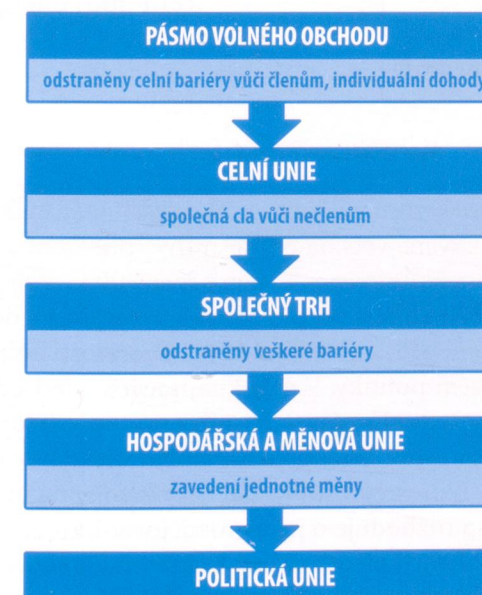 PÁSMO VOLNÉHO OBCHODU
odstraněny celní bariéry vůči členům, individuální dohody
CELNÍ UNIE
společná cla vůči nečlenům
SPOLEČNÝ TRH
odstraněny veškeré bariéry
HOSPODÁŘSKÁ A MĚNOVÁ UNIE
zavedení jednotné měny
POLITICKÁ UNIE